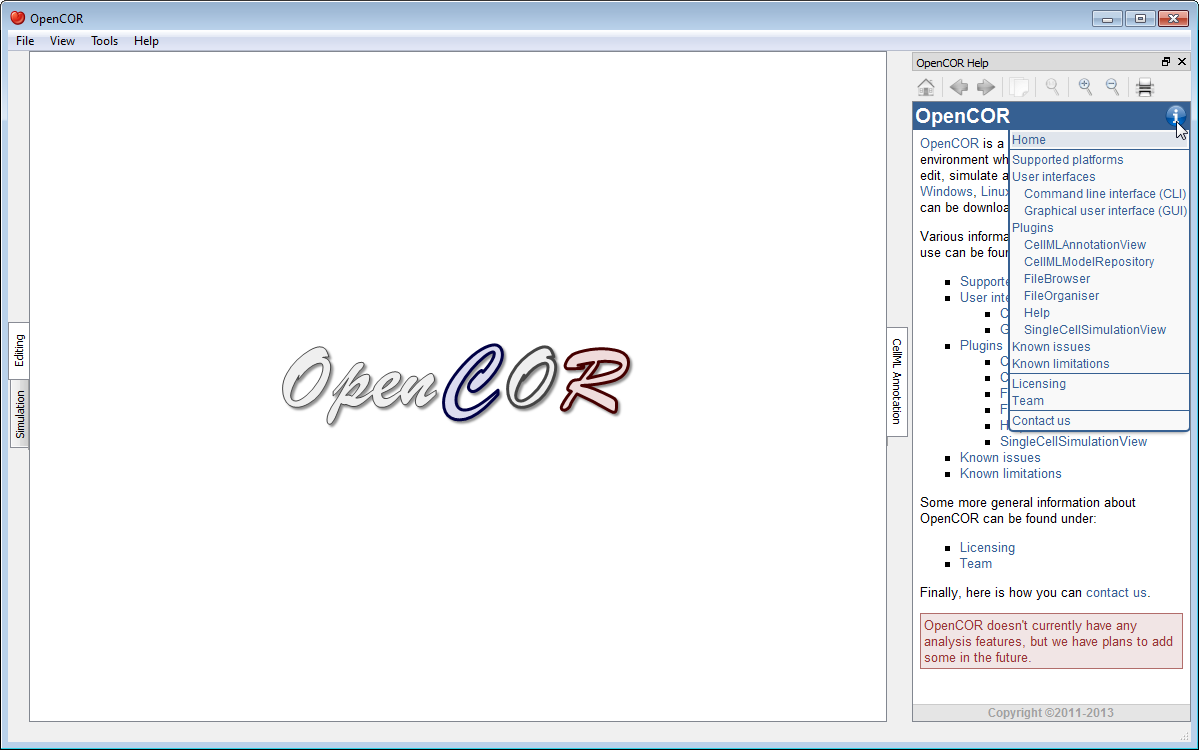 OpenCOR
File View Tools Help
OpenCOR Help
OpenCOR
OpenCOR is a
environment wh
edit, simulate a
Windows, Linux
can be downloa
Various informa
use can be foun
Supporte
User inte
C
G
Plugins
C
C
F
F
H
SingleCellSimulationView
Known issues
Known limitations
Home
Supported platforms
User interfaces
Command line interface (CLI)
Graphical user interface (GUI)
Plugins
CellMLAnnotationView
CellMLModelRepository
FileBrowser
FileOrganiser
Help
SingleCellSimulationView
Known issues
Known limitations
Licensing
Team
Contact us
Some more general information about
OpenCOR can be found under:
Licensing
Team
Finally, here is how you can contact us.
OpenCOR doesn't currently have any
analysis features, but we have plans to add
some in the future.
Copyright ©2011-2013
Editing
Simulation
OpenCOR
CellML Annotation